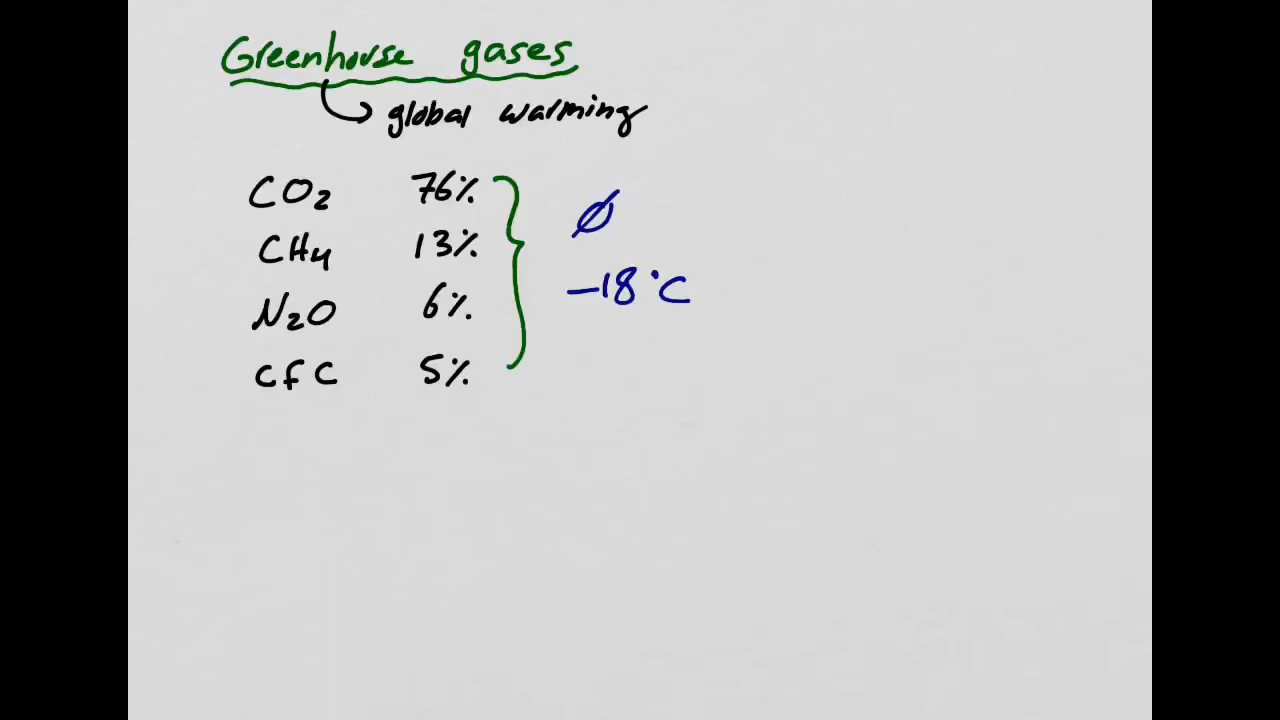 Greenhouse gases
global warming
CO₂ 76%
CH₄ 13%
N₂O 6%
CFC 5%
Ø
-18°C